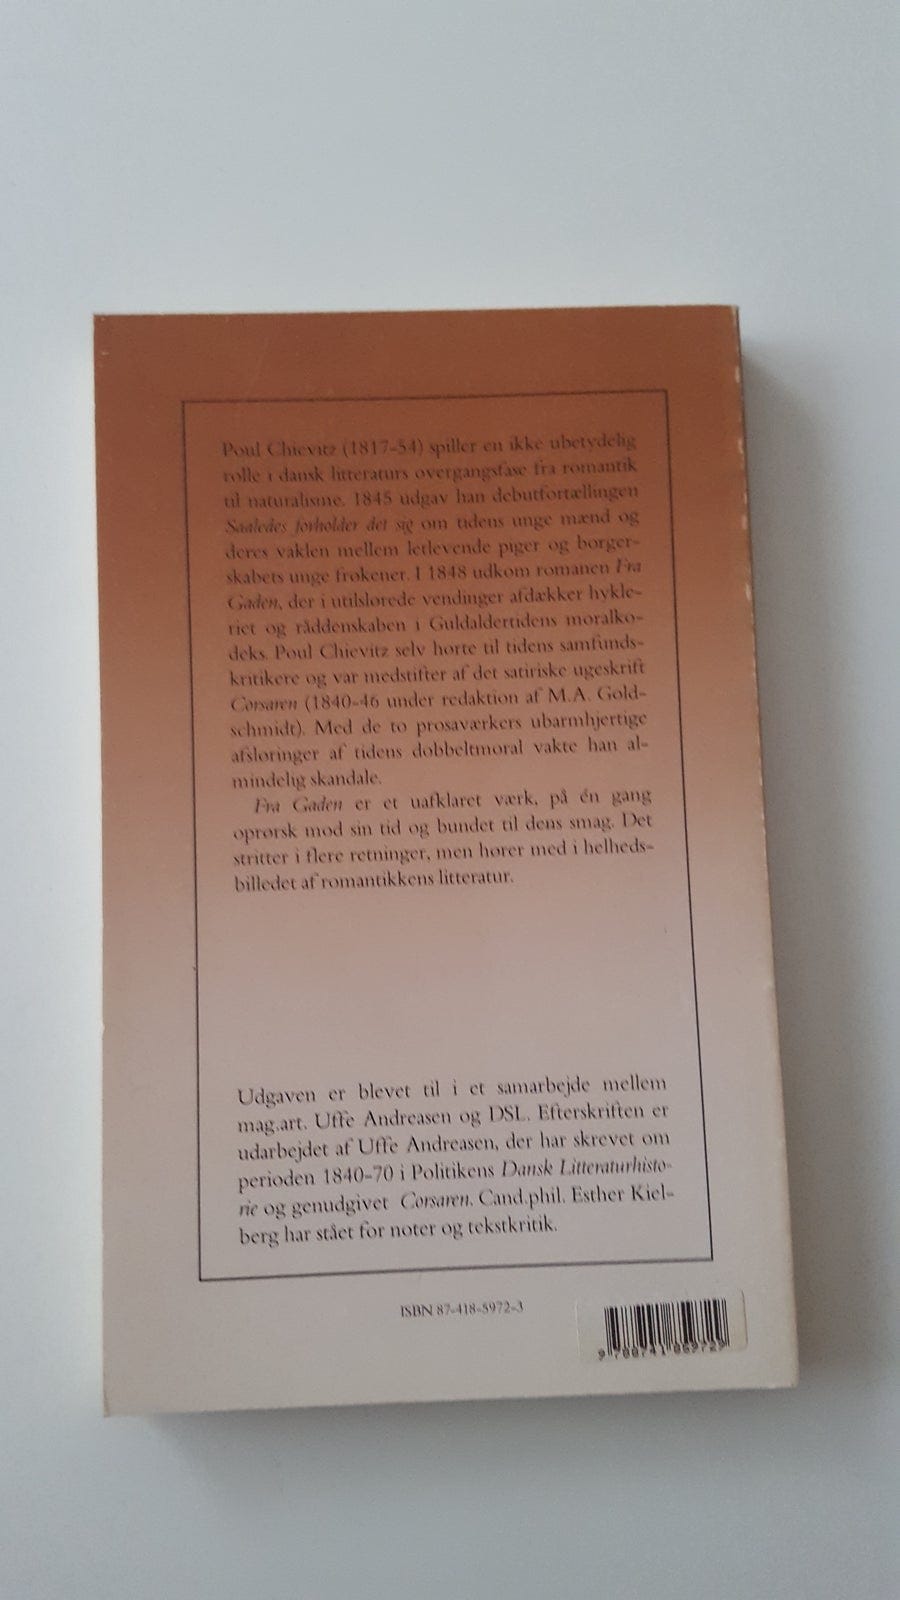 Poul Chievitz (1817-54) spiller en ikke ubetydelig
rolle i dansk litteraturs overgangsfase fra romantik
til naturalisme. 1845 udgav han debutfortællingen
Saaledes forholder det sig om tidens unge mænd og
deres vaklen mellem letlevende piger og borger-
skabets unge frøkener. I 1848 udkom romanen Fra
Gaden, der i utilslørede vendinger afdækker hykle-
riet og råddenskaben i Guldaldertidens moralko-
deks. Poul Chievitz selv hørte til tidens samfunds-
kritikere og var medstifter af det satiriske ugeskrift
Corsaren (1840-46 under redaktion af M.A. Gold-
schmidt). Med de to prosaværkers ubarmhjertige
afsløringer af tidens dobbeltmoral vakte han al-
mindelig skandale.
Fra Gaden er et uafklaret værk, på én gang
oprørsk mod sin tid og bundet til dens smag. Det
stritter i flere retninger, men hører med i helheds-
billedet af romantikkens litteratur.
Udgaven er blevet til i et samarbejde mellem
mag.art. Uffe Andreasen og DSL. Efterskriften er
udarbejdet af Uffe Andreasen, der har skrevet om
perioden 1840-70 i Politikens Dansk Litteraturhisto-
rie og genudgivet Corsaren. Cand.phil. Esther Kiel-
berg har stået for noter og tekstkritik.
ISBN 87-418-5972-3